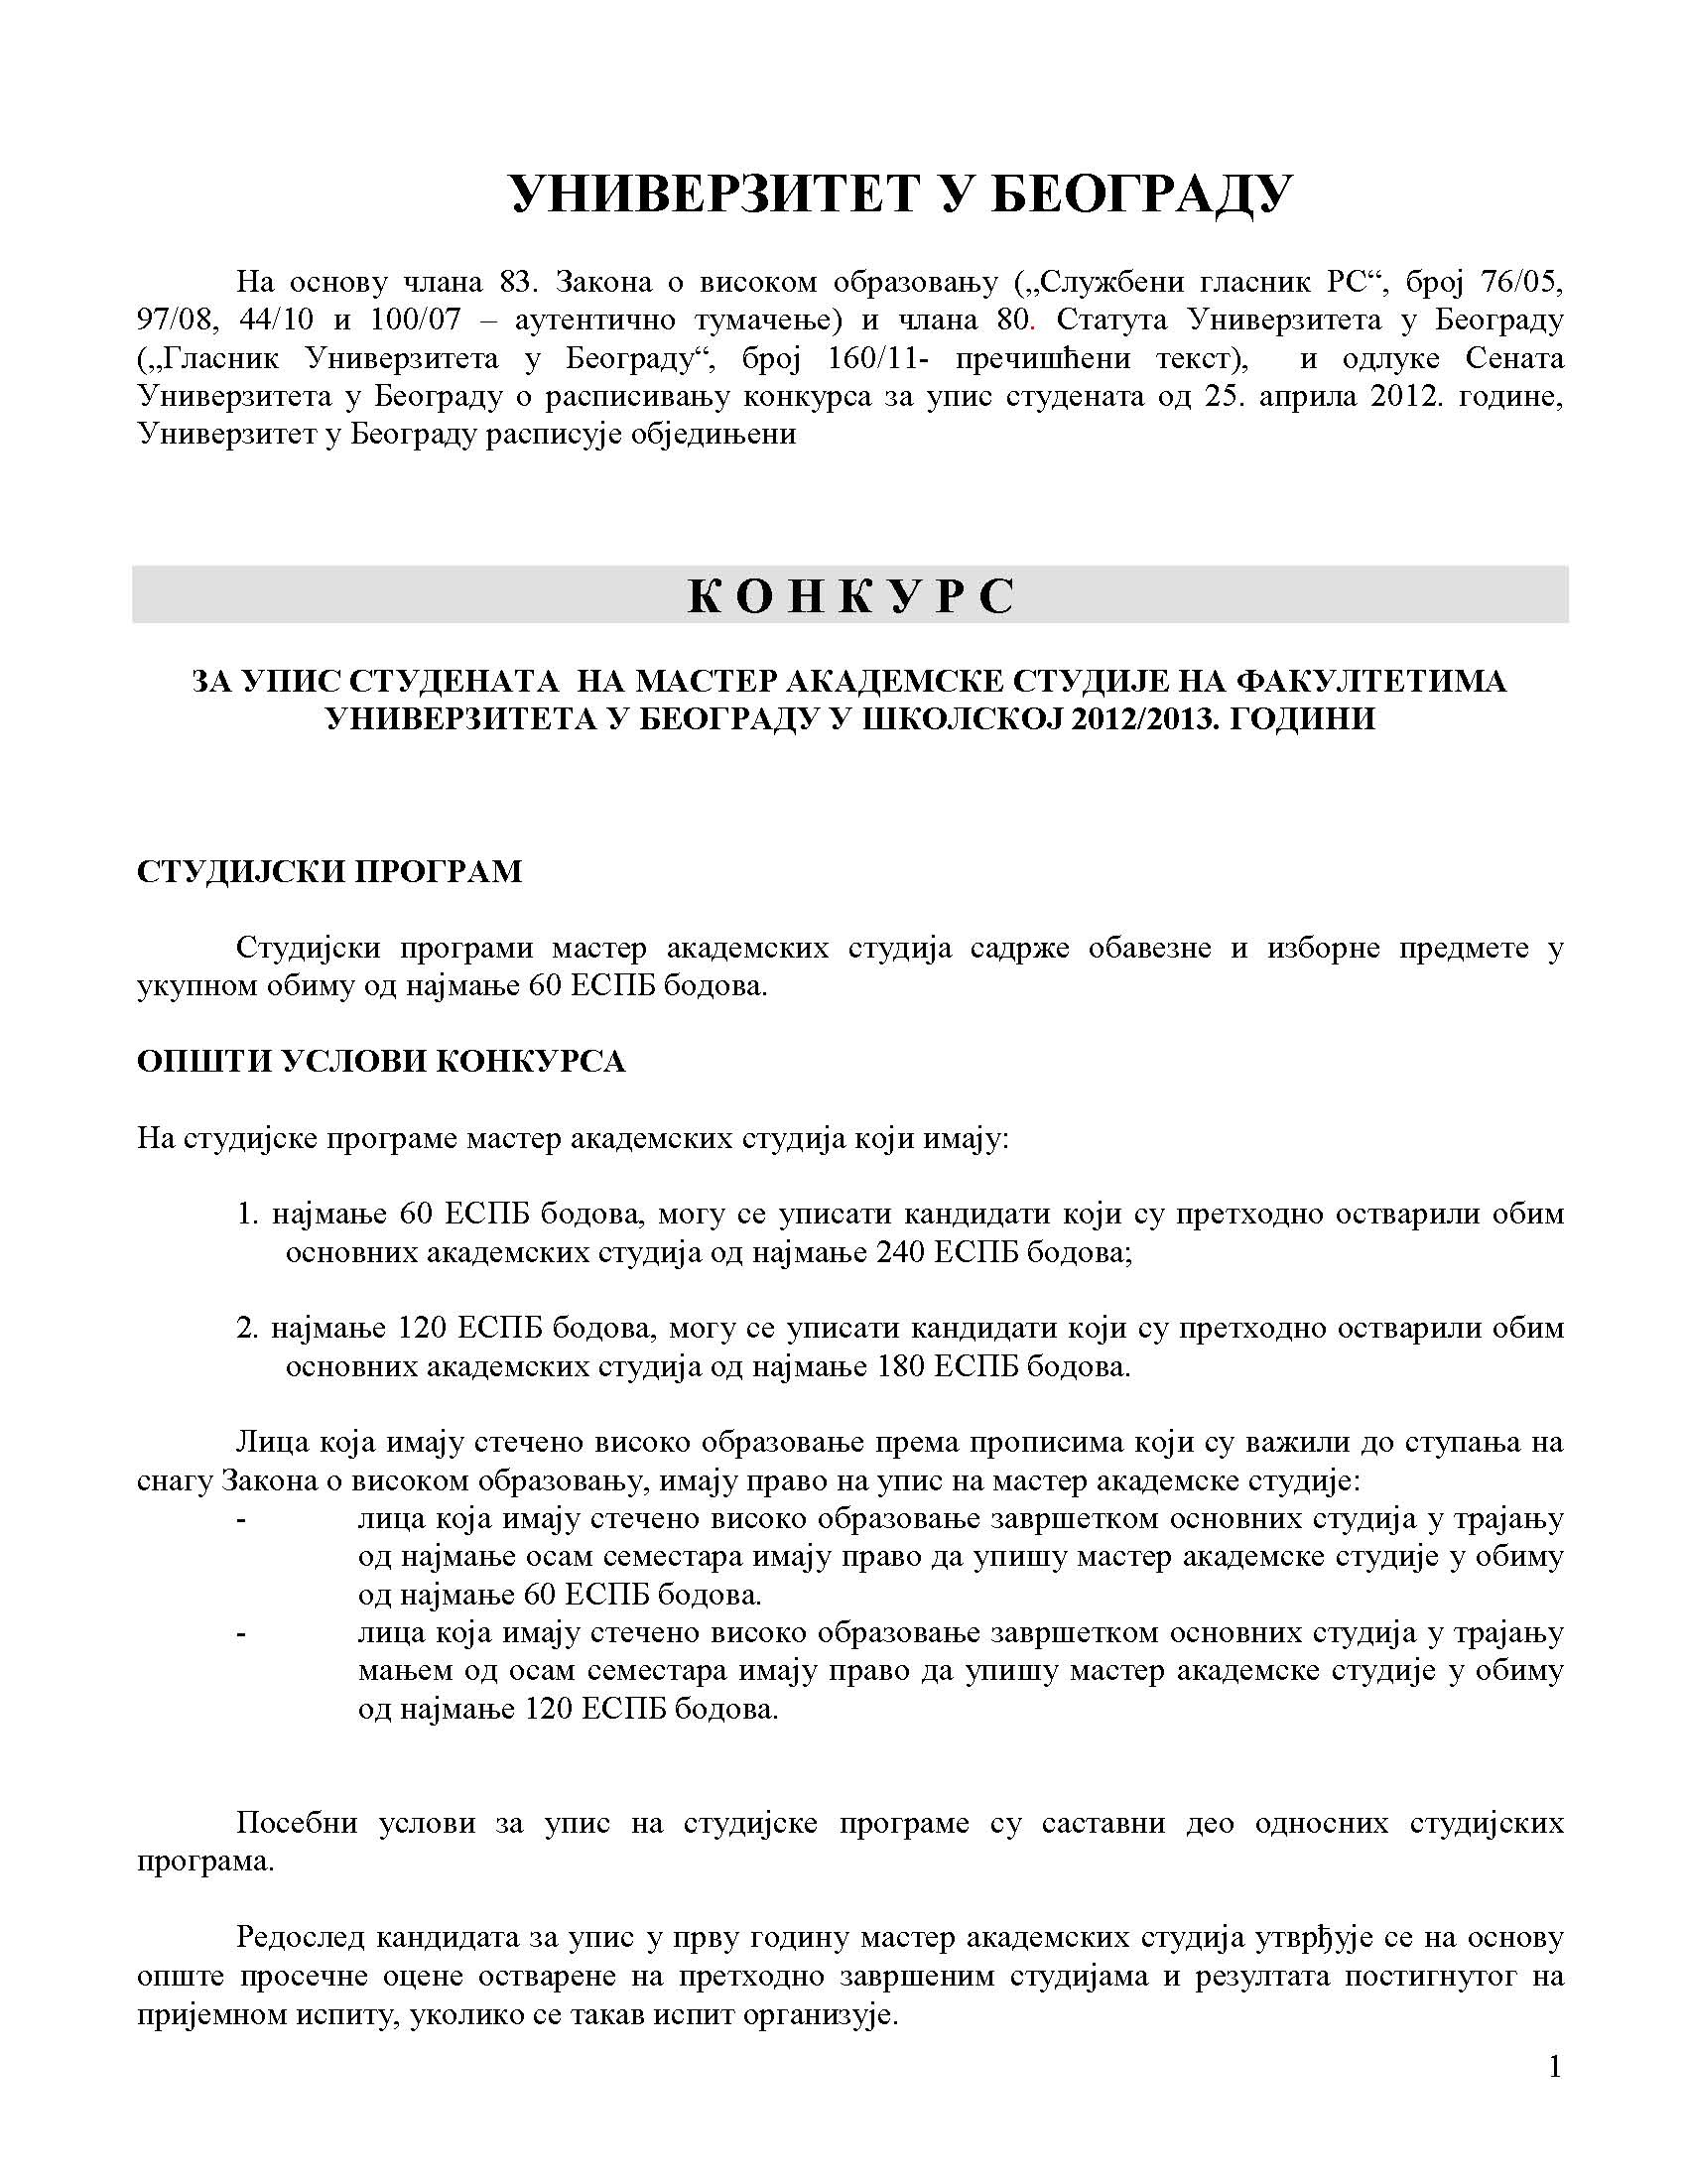 УНИВЕРЗИТЕТ У БЕОГРАДУ
На основу члана 83. Закона о високом образовању („Службени гласник РС“, број 76/05,
97/08, 44/10 и 100/07 – аутентично тумачење) и члана 80. Статута Универзитета у Београду
(„Гласник Универзитета у Београду“, број 160/11- пречишћени текст), и одлуке Сената
Универзитета у Београду о расписивању конкурса за упис студената од 25. априла 2012. године,
Универзитет у Београду расписује обједињени
К О Н К У Р С
ЗА УПИС СТУДЕНАТА НА МАСТЕР АКАДЕМСКЕ СТУДИЈЕ НА ФАКУЛТЕТИМА
УНИВЕРЗИТЕТА У БЕОГРАДУ У ШКОЛСКОЈ 2012/2013. ГОДИНИ
СТУДИЈСКИ ПРОГРАМ
Студијски програми мастер академских студија садрже обавезне и изборне предмете у
укупном обиму од најмање 60 ЕСПБ бодова.
ОПШТИ УСЛОВИ КОНКУРСА
На студијске програме мастер академских студија који имају:
1. најмање 60 ЕСПБ бодова, могу се уписати кандидати који су претходно остварили обим
основних академских студија од најмање 240 ЕСПБ бодова;
2. најмање 120 ЕСПБ бодова, могу се уписати кандидати који су претходно остварили обим
основних академских студија од најмање 180 ЕСПБ бодова.
Лица која имају стечено високо образовање према прописима који су важили до ступања на
снагу Закона о високом образовању, имају право на упис на мастер академске студије:
- лица која имају стечено високо образовање завршетком основних студија у трајању
од најмање осам семестара имају право да упишу мастер академске студије у обиму
од најмање 60 ЕСПБ бодова.
- лица која имају стечено високо образовање завршетком основних студија у трајању
мањем од осам семестара имају право да упишу мастер академске студије у обиму
од најмање 120 ЕСПБ бодова.
Посебни услови за упис на студијске програме су саставни део односних студијских
програма.
Редослед кандидата за упис у прву годину мастер академских студија утврђује се на основу
опште просечне оцене остварене на претходно завршеним студијама и резултата постигнутог на
пријемном испиту, уколико се такав испит организује.
1